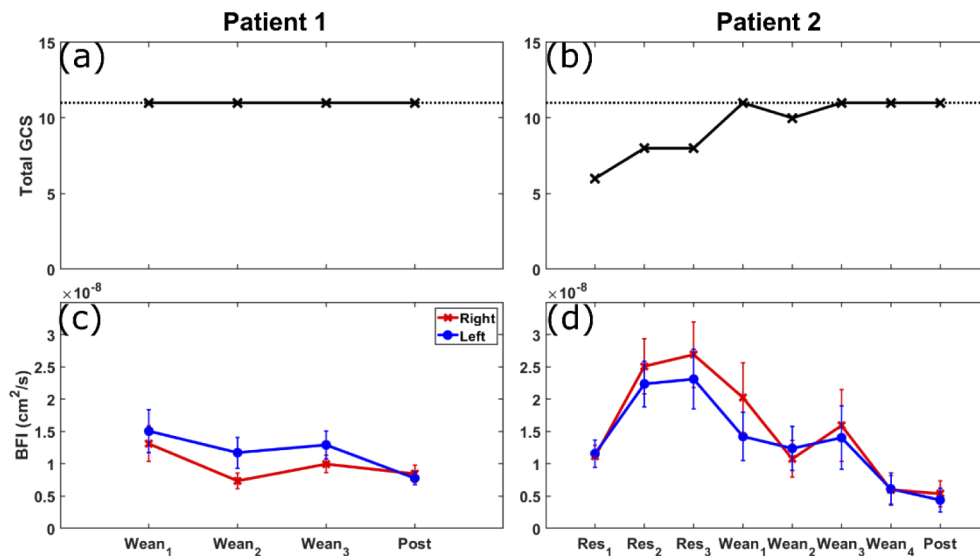 Patient 1 Patient 2
(a) (b)
15 15
10 10
5 5
0 0
Total GCS
×10⁻⁸ ×10⁻⁸
(c) (d)
Right
Left
3 3
2.5 2.5
2 2
1.5 1.5
1 1
0.5 0.5
0 0
BFI (cm²/s)
Wean₁ Wean₂ Wean₃ Post Res₁ Res₂ Res₃ Wean₁ Wean₂ Wean₃ Wean₄ Post